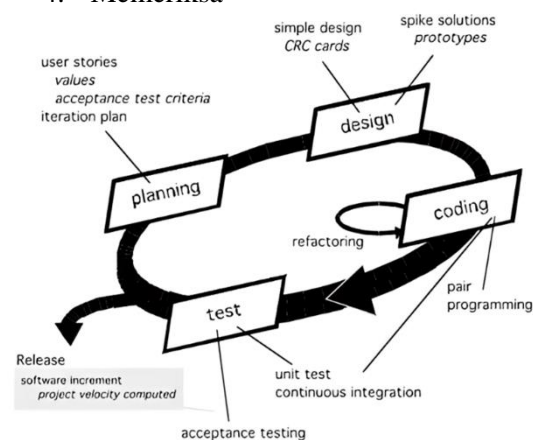 simple design
CRC cards
spike solutions
prototypes
user stories
values
acceptance test criteria
iteration plan
design
planning
coding
refactoring
pair
programming
test
Release
software increment
project velocity computed
unit test
continuous integration
acceptance testing